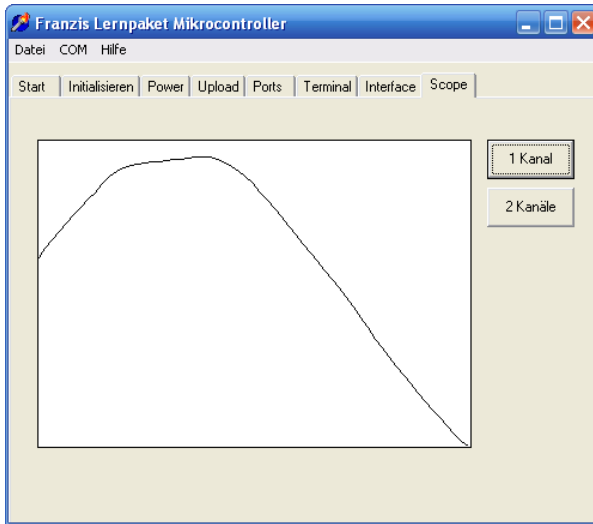 Franzis Lernpaket Mikrocontroller
Datei COM Hilfe
Start Initialisieren Power Upload Ports Terminal Interface Scope
1 Kanal
2 Kanäle